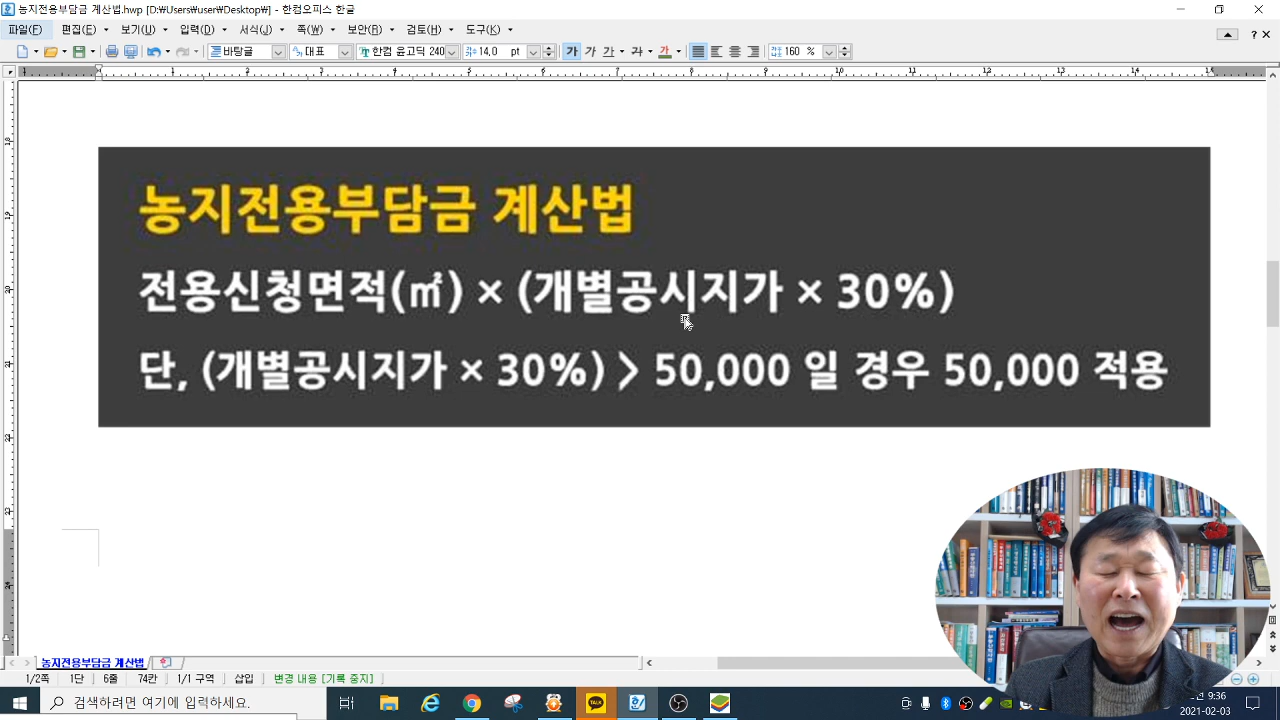 농지전용부담금 계산법.hwp [D:\Users\user\Desktop\] - 한컴오피스 한글
파일(F) 편집(E) 보기(U) 입력(D) 서식(J) 쪽(W) 보안(R) 검토(H) 도구(K)
바탕글 대표 한컴 윤고딕 240 14,0 pt 가 가 가 가 가 160 %
농지전용부담금 계산법
전용신청면적(㎡) × (개별공시지가 × 30%)
단, (개별공시지가 × 30%) > 50,000 일 경우 50,000 적용
농지전용부담금 계산법
1/2쪽 1단 6줄 74칸 1/1 구역 삽입 변경 내용 [기록 중지]
검색하려면 여기에 입력하세요.
TALK
9:36
2021-02-03